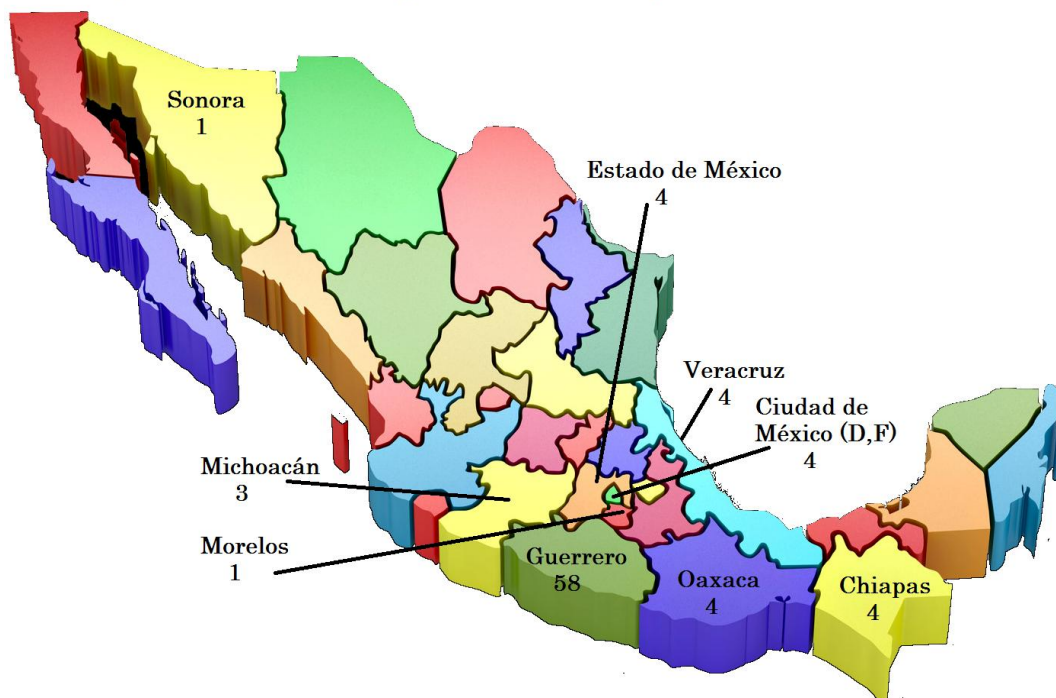 Sonora
1
Estado de México
4
Veracruz
4
Ciudad de
México (D,F)
4
Michoacán
3
Morelos
1
Guerrero
58
Oaxaca
4
Chiapas
4